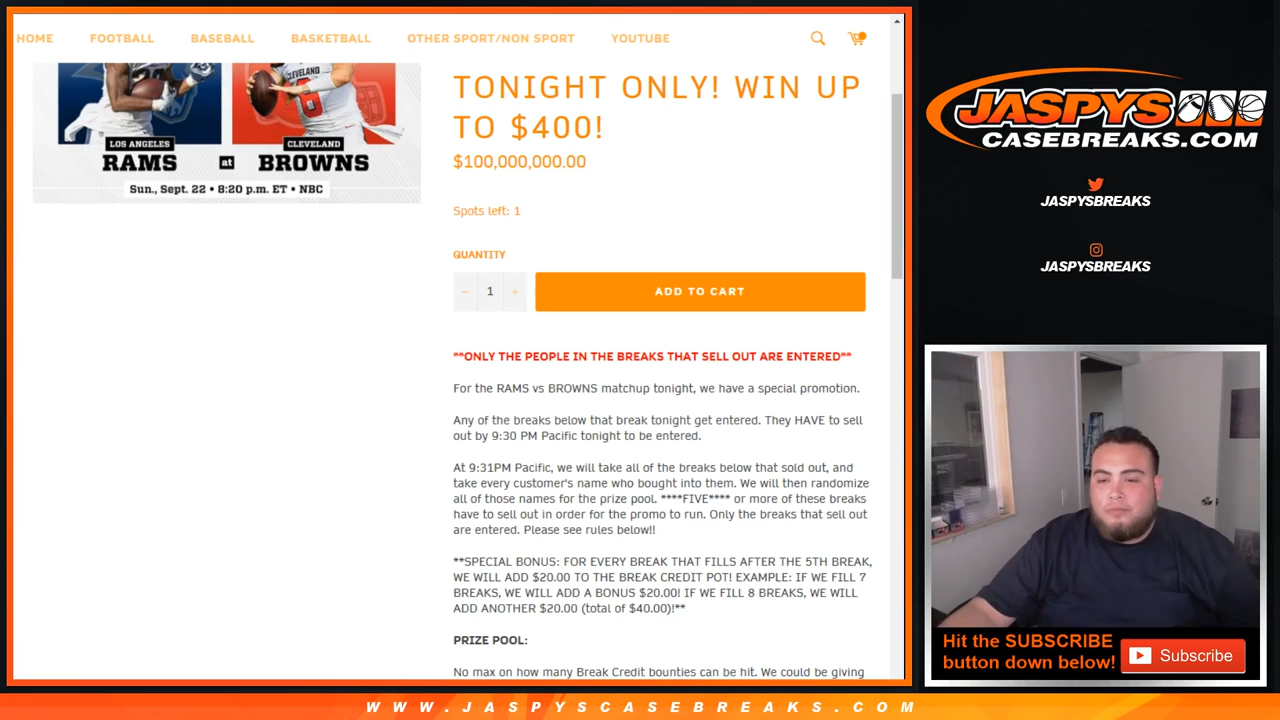 HOME FOOTBALL BASEBALL BASKETBALL OTHER SPORT/NON SPORT YOUTUBE
CLEVELAND
LOS ANGELES
RAMS
at
CLEVELAND
BROWNS
Sun., Sept. 22 • 8:20 p.m. ET • NBC
TONIGHT ONLY! WIN UP
TO $400!
$100,000,000.00
Spots left: 1
QUANTITY
− 1 +
ADD TO CART
**ONLY THE PEOPLE IN THE BREAKS THAT SELL OUT ARE ENTERED**
For the RAMS vs BROWNS matchup tonight, we have a special promotion.
Any of the breaks below that break tonight get entered. They HAVE to sell
out by 9:30 PM Pacific tonight to be entered.
At 9:31PM Pacific, we will take all of the breaks below that sold out, and
take every customer's name who bought into them. We will then randomize
all of those names for the prize pool. ****FIVE**** or more of these breaks
have to sell out in order for the promo to run. Only the breaks that sell out
are entered. Please see rules below!!
**SPECIAL BONUS: FOR EVERY BREAK THAT FILLS AFTER THE 5TH BREAK,
WE WILL ADD $20.00 TO THE BREAK CREDIT POT! EXAMPLE: IF WE FILL 7
BREAKS, WE WILL ADD A BONUS $20.00! IF WE FILL 8 BREAKS, WE WILL
ADD ANOTHER $20.00 (total of $40.00)!**
PRIZE POOL:
No max on how many Break Credit bounties can be hit. We could be giving
JASPYS
CASEBREAKS.COM
JASPYSBREAKS
JASPYSBREAKS
Hit the SUBSCRIBE
button down below!
Subscribe
WWW.JASPYSCASEBREAKS.COM